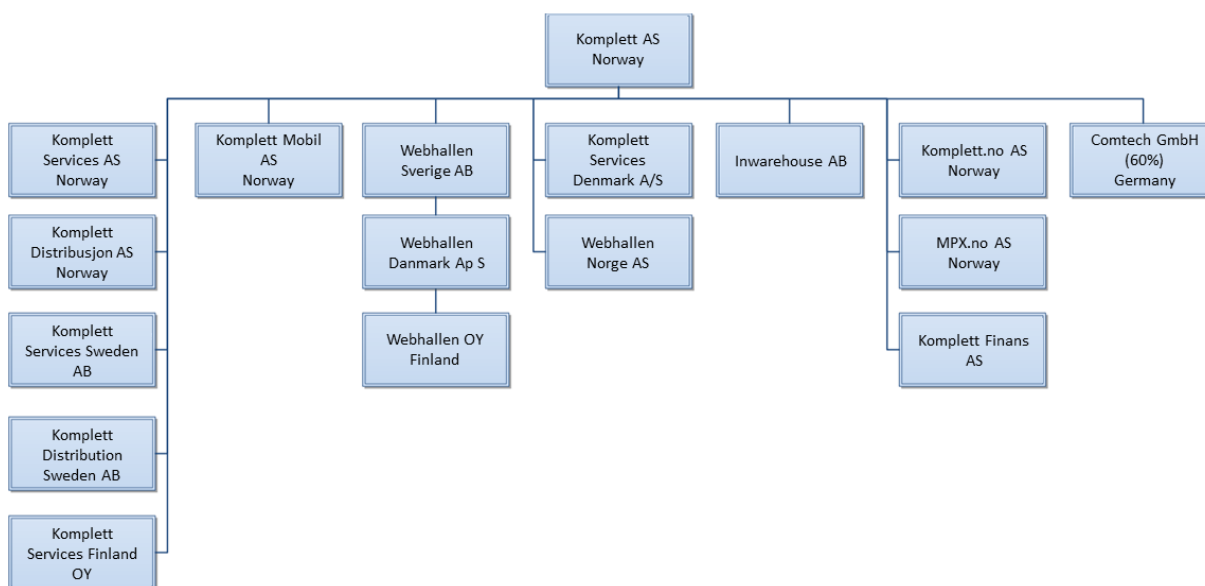 Komplett AS
Norway
Komplett
Services AS
Norway
Komplett Mobil
AS
Norway
Webhallen
Sverige AB
Komplett
Services
Denmark A/S
Inwarehouse AB
Komplett.no AS
Norway
Comtech GmbH
(60%)
Germany
Komplett
Distribusjon AS
Norway
Webhallen
Danmark Ap S
Webhallen
Norge AS
MPX.no AS
Norway
Komplett
Services Sweden
AB
Webhallen OY
Finland
Komplett Finans
AS
Komplett
Distribution
Sweden AB
Komplett
Services Finland
OY